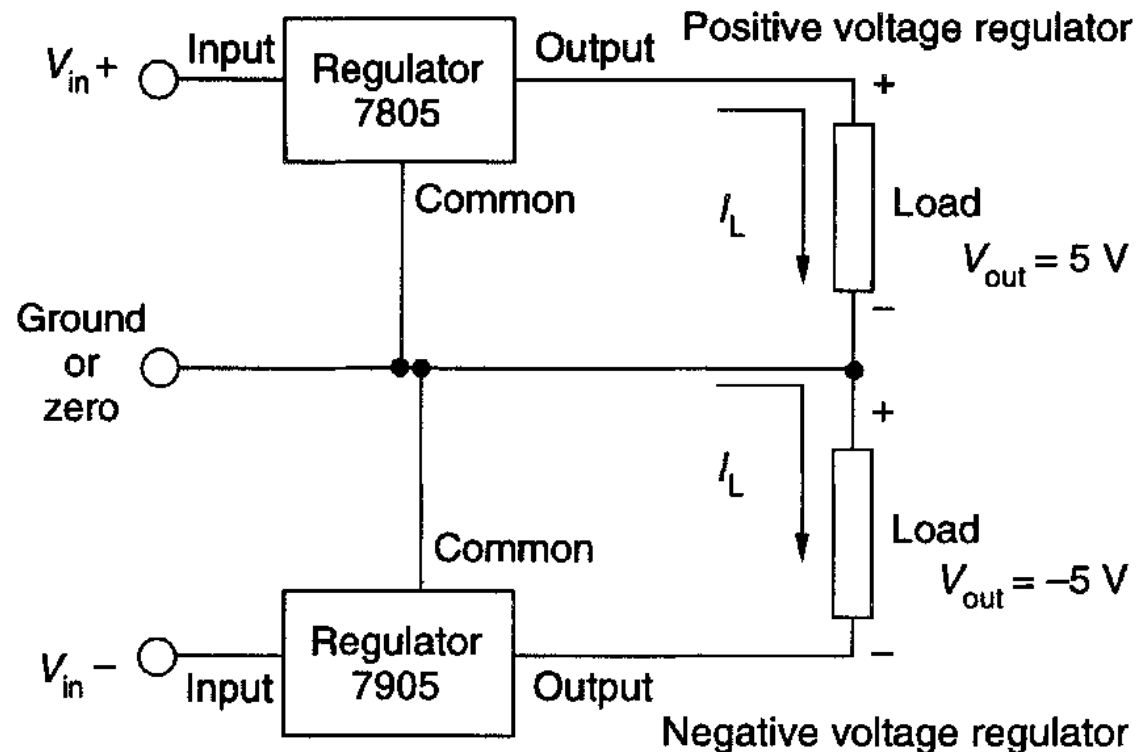 Positive voltage regulator
V_in +
Input
Regulator
7805
Output
+
Common
I_L
Load
V_out = 5 V
–
Ground
or
zero
+
I_L
Common
Load
V_out = –5 V
V_in –
Input
Regulator
7905
Output
–
Negative voltage regulator